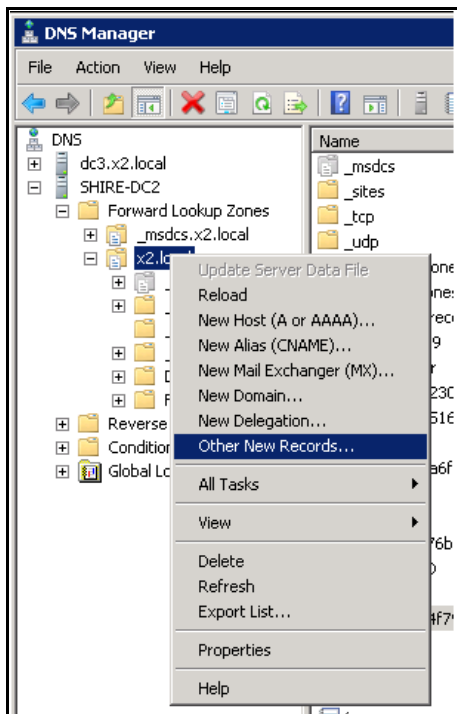 DNS Manager
File Action View Help
DNS
dc3.x2.local
SHIRE-DC2
Forward Lookup Zones
_msdcs.x2.local
x2.local
Reverse
Condition
Global Lo
Name
_msdcs
_sites
_tcp
_udp
Update Server Data File
Reload
New Host (A or AAAA)...
New Alias (CNAME)...
New Mail Exchanger (MX)...
New Domain...
New Delegation...
Other New Records...
All Tasks
View
Delete
Refresh
Export List...
Properties
Help